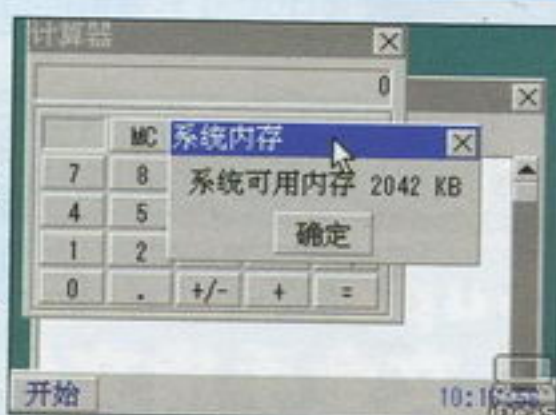 计算器
0
MC
系统内存
7 8
系统可用内存 2042 KB
4 5
确定
1 2
0 . +/- + =
开始